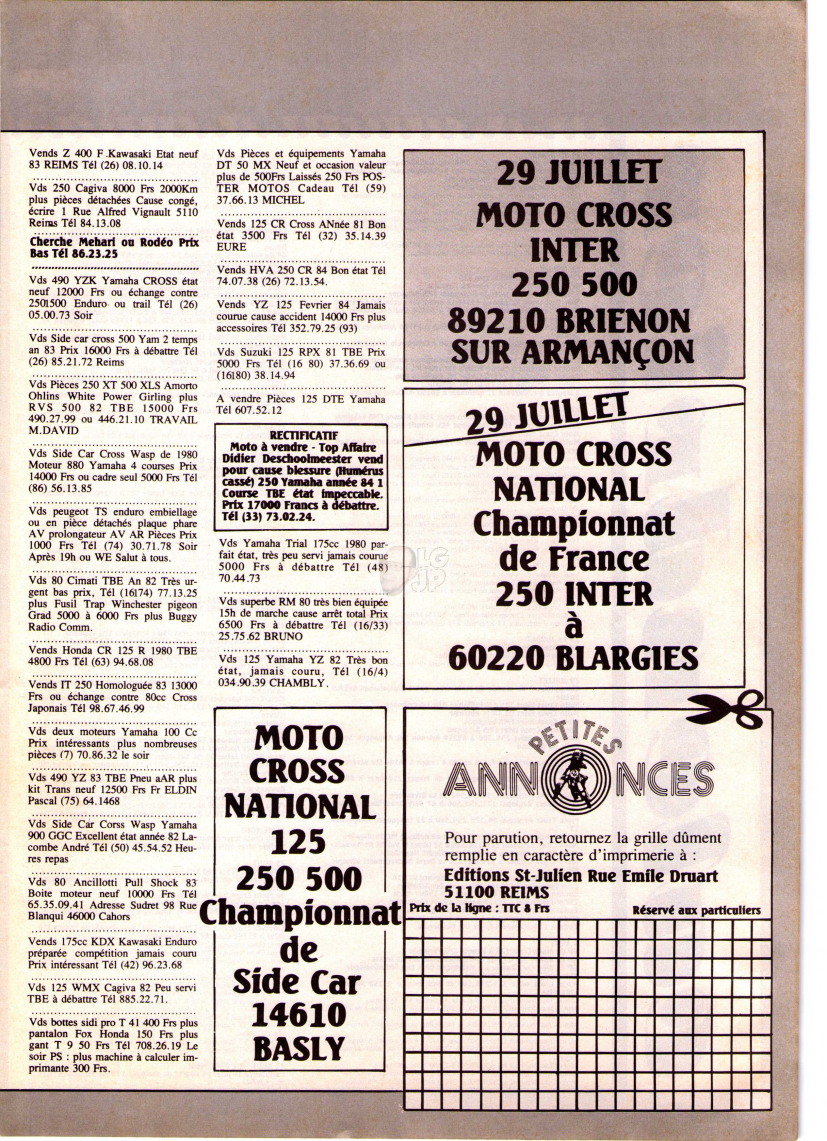 Vends Z 400 F .Kawasaki Etat neuf
83 REIMS Tél (26) 08.10.14
Vds 250 Cagiva 8000 Frs 2000Km
plus pièces détachées Cause congé,
écrire 1 Rue Alfred Vignault 5110
Reims Tél 84.13.08
Cherche Mehari ou Rodéo Prix
Bas Tél 86.23.25
Vds 490 YZK Yamaha CROSS état
neuf 12000 Frs ou échange contre
2501500 Enduro ou trail Tél (26)
05.00.73 Soir
Vds Side car cross 500 Yam 2 temps
an 83 Prix 16000 Frs à débattre Tél
(26) 85.21.72 Reims
Vds Pièces 250 XT 500 XLS Amorto
Ohlins White Power Girling plus
RVS 500 82 TBE 15000 Frs
490.27.99 ou 446.21.10 TRAVAIL
M.DAVID
Vds Side Car Cross Wasp de 1980
Moteur 880 Yamaha 4 courses Prix
14000 Frs ou cadre seul 5000 Frs Tél
(86) 56.13.85
Vds peugeot TS enduro embiellage
ou en pièce détachés plaque phare
AV prolongateur AV AR Pièces Prix
1000 Frs Tél (74) 30.71.78 Soir
Après 19h ou WE Salut à tous.
Vds 80 Cimati TBE An 82 Très ur-
gent bas prix, Tél (16174) 77.13.25
plus Fusil Trap Winchester pigeon
Grad 5000 à 6000 Frs plus Buggy
Radio Comm.
Vends Honda CR 125 R 1980 TBE
4800 Frs Tél (63) 94.68.08
Vends IT 250 Homologuée 83 13000
Frs ou échange contre 80cc Cross
Japonais Tél 98.67.46.99
Vds deux moteurs Yamaha 100 Cc
Prix intéressants plus nombreuses
pièces (7) 70.86.32 le soir
Vds 490 YZ 83 TBE Pneu aAR plus
kit Trans neuf 12500 Frs Fr ELDIN
Pascal (75) 64.1468
Vds Side Car Corss Wasp Yamaha
900 GGC Excellent état année 82 La-
combe André Tél (50) 45.54.52 Heu-
res repas
Vds 80 Ancillotti Pull Shock 83
Boite moteur neuf 10000 Frs Tél
65.35.09.41 Adresse Sudret 98 Rue
Blanqui 46000 Cahors
Vends 175cc KDX Kawasaki Enduro
préparée compétition jamais couru
Prix intéressant Tél (42) 96.23.68
Vds 125 WMX Cagiva 82 Peu servi
TBE à débattre Tél 885.22.71.
Vds bottes sidi pro T 41 400 Frs plus
pantalon Fox Honda 150 Frs plus
gant T 9 50 Frs Tél 708.26.19 Le
soir PS : plus machine à calculer im-
primante 300 Frs.
Vds Pièces et équipements Yamaha
DT 50 MX Neuf et occasion valeur
plus de 500Frs Laissés 250 Frs POS-
TER MOTOS Cadeau Tél (59)
37.66.13 MICHEL
Vends 125 CR Cross ANnée 81 Bon
état 3500 Frs Tél (32) 35.14.39
EURE
Vends HVA 250 CR 84 Bon état Tél
74.07.38 (26) 72.13.54.
Vends YZ 125 Fevrier 84 Jamais
courue cause accident 14000 Frs plus
accessoires Tél 352.79.25 (93)
Vds Suzuki 125 RPX 81 TBE Prix
5000 Frs Tél (16 80) 37.36.69 ou
(16180) 38.14.94
A vendre Pièces 125 DTE Yamaha
Tél 607.52.12
RECTIFICATIF
Moto à vendre - Top Affaire
Didier Deschoolmeester vend
pour cause blessure (Humérus
cassé) 250 Yamaha année 84 1
Course TBE état impeccable.
Prix 17000 Francs à débattre.
Tél (33) 73.02.24.
Vds Yamaha Trial 175cc 1980 par-
fait état, très peu servi jamais courue
5000 Frs à débattre Tél (48)
70.44.73
Vds superbe RM 80 très bien équipée
15h de marche cause arrêt total Prix
6500 Frs à débattre Tél (16/33)
25.75.62 BRUNO
Vds 125 Yamaha YZ 82 Très bon
état, jamais couru, Tél (16/4)
034.90.39 CHAMBLY.
MOTO
CROSS
NATIONAL
125
250 500
Championnat
de
Side Car
14610
BASLY
29 JUILLET
MOTO CROSS
INTER
250 500
89210 BRIENON
SUR ARMANÇON
29 JUILLET
MOTO CROSS
NATIONAL
Championnat
de France
250 INTER
à
60220 BLARGIES
LG
JP
PETITES
ANNONCES
Pour parution, retournez la grille dûment
remplie en caractère d'imprimerie à :
Editions St-Julien Rue Emile Druart
51100 REIMS
Prix de la ligne : TTC 8 Frs Réservé aux particuliers